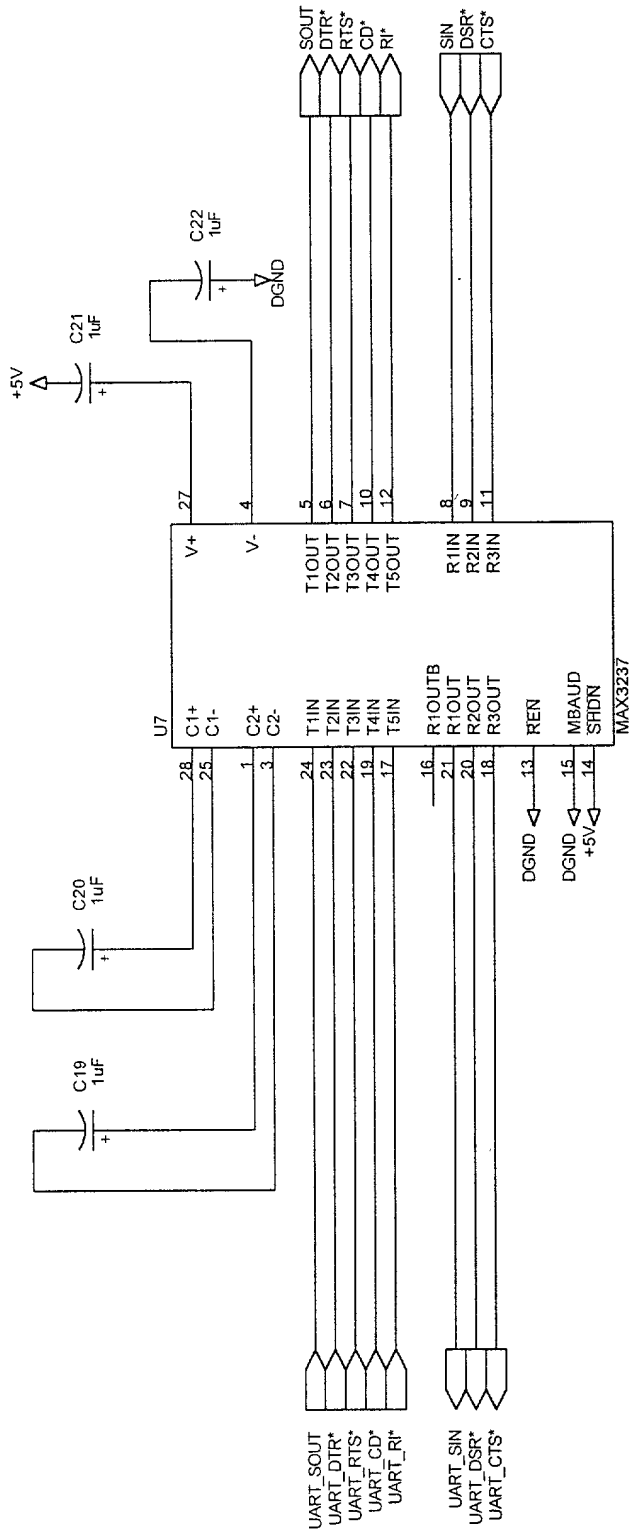 +5V
C21
1uF
C22
1uF
+
+
DGND
C20
1uF
C19
1uF
+
+
U7
28
C1+
25
C1-
1
C2+
3
C2-
V+
27
V-
4
UART_SOUT
24
T1IN
T1OUT
5
SOUT
UART_DTR*
23
T2IN
T2OUT
6
DTR*
UART_RTS*
22
T3IN
T3OUT
7
RTS*
UART_CD*
19
T4IN
T4OUT
10
CD*
UART_RI*
17
T5IN
T5OUT
12
RI*
16
R1OUTB
UART_SIN
21
R1OUT
R1IN
8
SIN
UART_DSR*
20
R2OUT
R2IN
9
DSR*
UART_CTS*
18
R3OUT
R3IN
11
CTS*
DGND
13
REN
DGND
15
MBAUD
+5V
14
SHDN
MAX3237